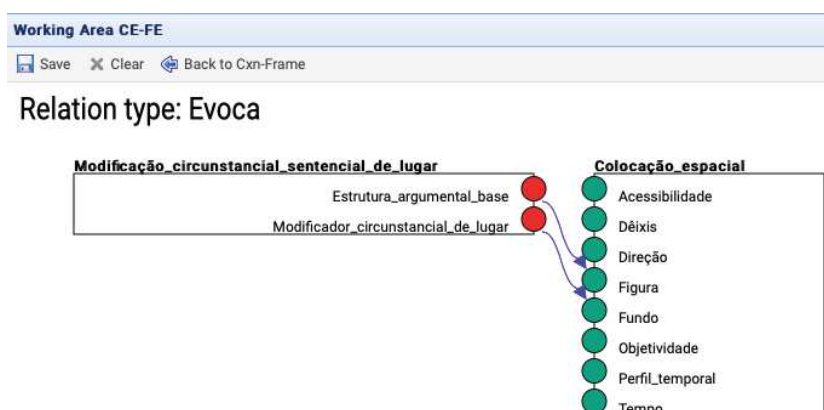 Working Area CE-FE
Save Clear Back to Cxn-Frame
Relation type: Evoca
Modificação_circunstancial_sentencial_de_lugar
Estrutura_argumental_base
Modificador_circunstancial_de_lugar
Colocação_espacial
Acessibilidade
Dêixis
Direção
Figura
Fundo
Objetividade
Perfil_temporal
Tempo